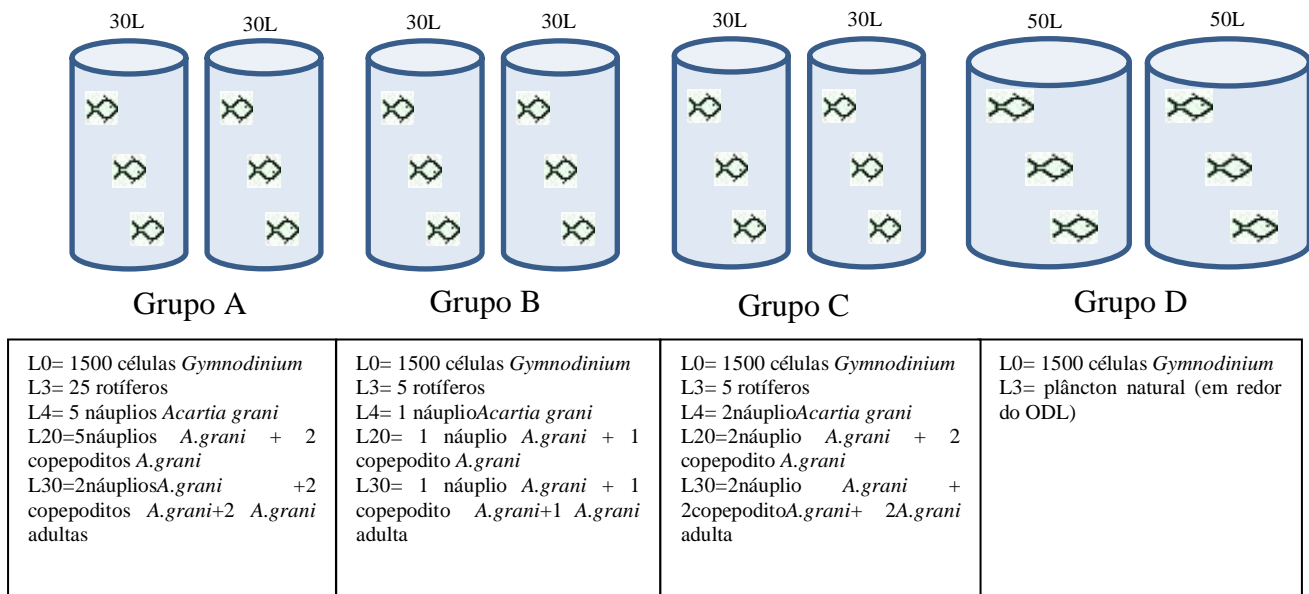 30L
30L
30L
30L
30L
30L
50L
50L
Grupo A
Grupo B
Grupo C
Grupo D
L0= 1500 células Gymnodinium
L3= 25 rotíferos
L4= 5 náuplios Acartia grani
L20=5náuplios A.grani + 2
copepoditos A.grani
L30=2náupliosA.grani +2
copepoditos A.grani+2 A.grani
adultas
L0= 1500 células Gymnodinium
L3= 5 rotíferos
L4= 1 náuplioAcartia grani
L20= 1 náuplio A.grani + 1
copepodito A.grani
L30= 1 náuplio A.grani + 1
copepodito A.grani+1 A.grani
adulta
L0= 1500 células Gymnodinium
L3= 5 rotíferos
L4= 2náuplioAcartia grani
L20=2náuplio A.grani + 2
copepodito A.grani
L30=2náuplio A.grani +
2copepoditoA.grani+ 2A.grani
adulta
L0= 1500 células Gymnodinium
L3= plâncton natural (em redor
do ODL)